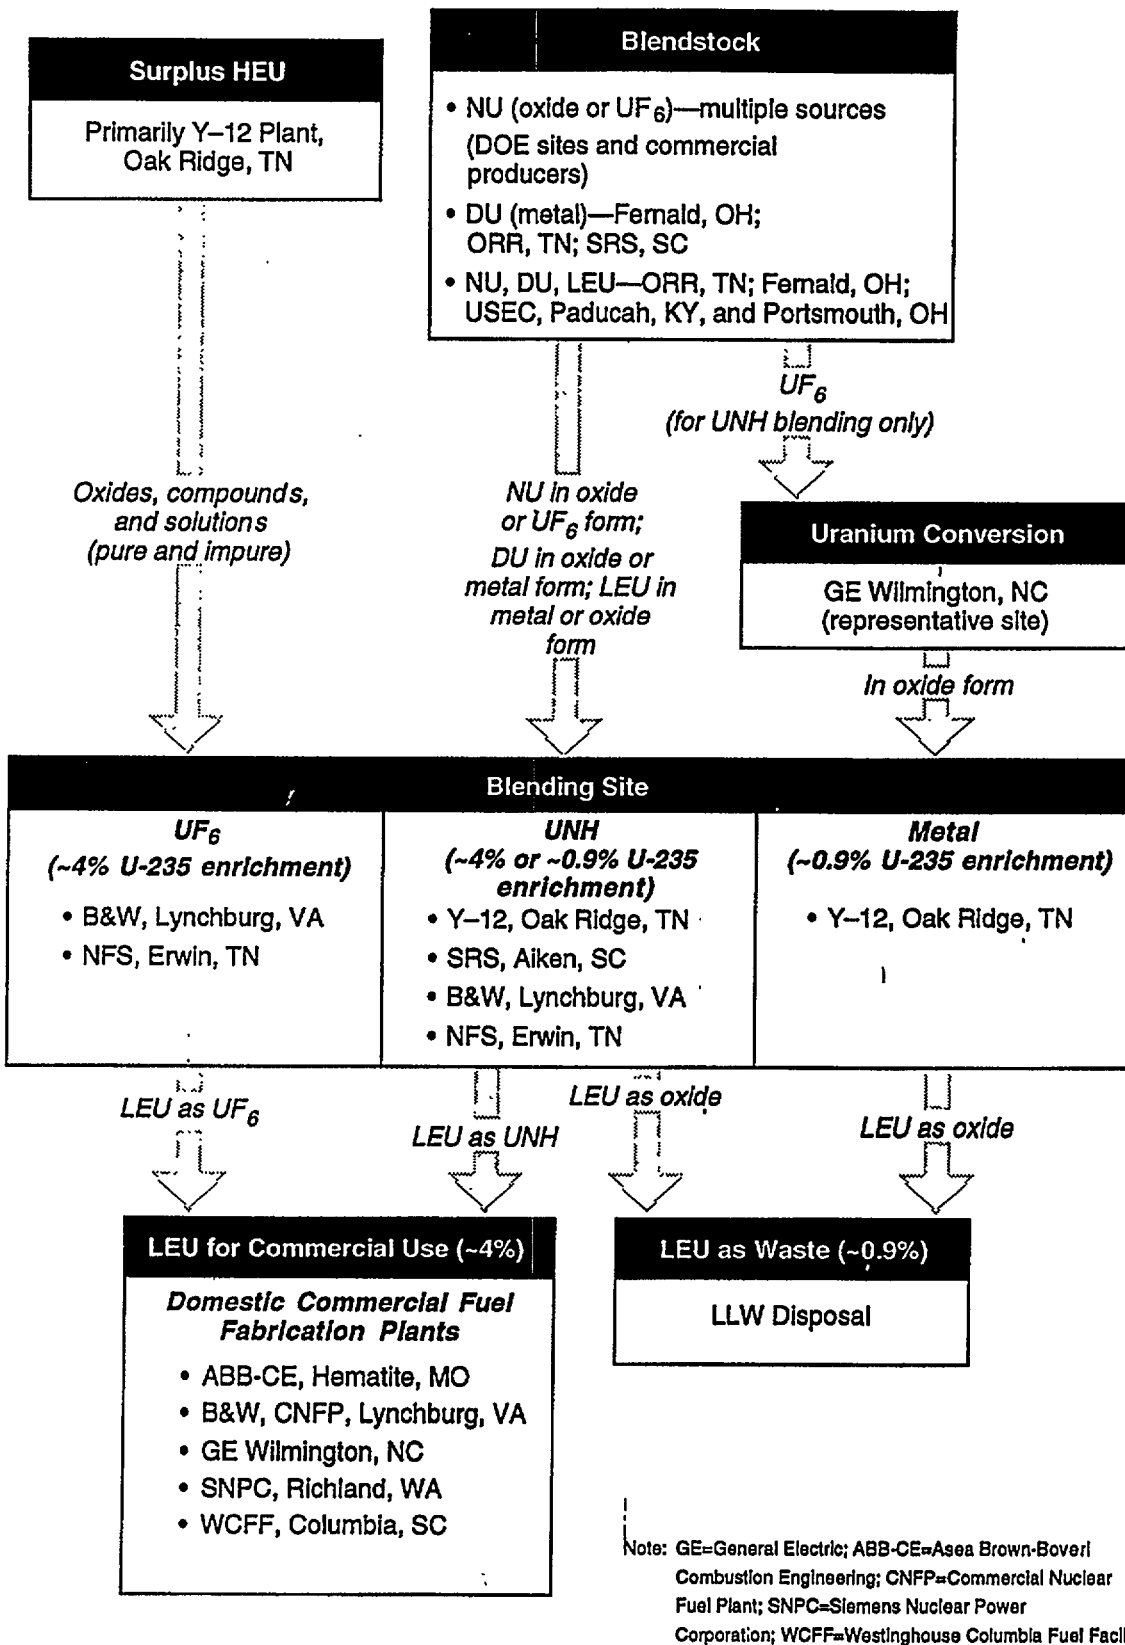 Surplus HEU
Primarily Y–12 Plant,
Oak Ridge, TN
Blendstock
• NU (oxide or UF6)—multiple sources
(DOE sites and commercial
producers)
• DU (metal)—Fernald, OH;
ORR, TN; SRS, SC
• NU, DU, LEU—ORR, TN; Fernald, OH;
USEC, Paducah, KY, and Portsmouth, OH
UF6
(for UNH blending only)
Oxides, compounds,
and solutions
(pure and impure)
NU in oxide
or UF6 form;
DU in oxide or
metal form; LEU in
metal or oxide
form
Uranium Conversion
GE Wilmington, NC
(representative site)
In oxide form
Blending Site
UF6
(~4% U-235 enrichment)
• B&W, Lynchburg, VA
• NFS, Erwin, TN
UNH
(~4% or ~0.9% U-235
enrichment)
• Y–12, Oak Ridge, TN
• SRS, Aiken, SC
• B&W, Lynchburg, VA
• NFS, Erwin, TN
Metal
(~0.9% U-235 enrichment)
• Y–12, Oak Ridge, TN
LEU as UF6
LEU as UNH
LEU as oxide
LEU as oxide
LEU for Commercial Use (~4%)
Domestic Commercial Fuel
Fabrication Plants
• ABB-CE, Hematite, MO
• B&W, CNFP, Lynchburg, VA
• GE Wilmington, NC
• SNPC, Richland, WA
• WCFF, Columbia, SC
LEU as Waste (~0.9%)
LLW Disposal
Note: GE=General Electric; ABB-CE=Asea Brown-Boveri
Combustion Engineering; CNFP=Commercial Nuclear
Fuel Plant; SNPC=Siemens Nuclear Power
Corporation; WCFF=Westinghouse Columbia Fuel